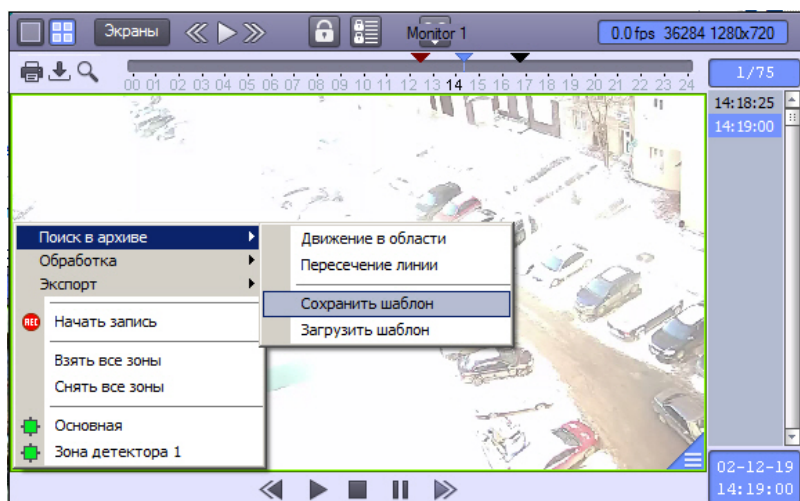 Экраны
Monitor 1
0.0 fps 36284 1280x720
00 01 02 03 04 05 06 07 08 09 10 11 12 13 14 15 16 17 18 19 20 21 22 23 24
1/75
14:18:25
14:19:00
Поиск в архиве
Обработка
Экспорт
REC Начать запись
Взять все зоны
Снять все зоны
Основная
Зона детектора 1
Движение в области
Пересечение линии
Сохранить шаблон
Загрузить шаблон
02-12-19
14:19:00